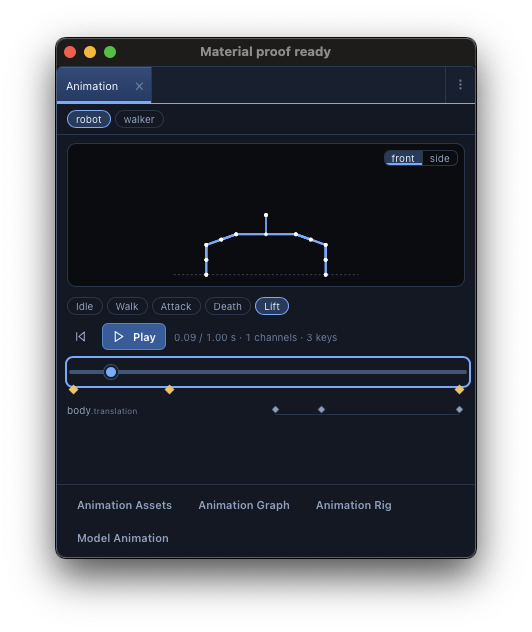 Material proof ready
Animation
robot walker
front side
Idle Walk Attack Death Lift
Play 0.09 / 1.00 s · 1 channels · 3 keys
body.translation
Animation Assets Animation Graph Animation Rig
Model Animation